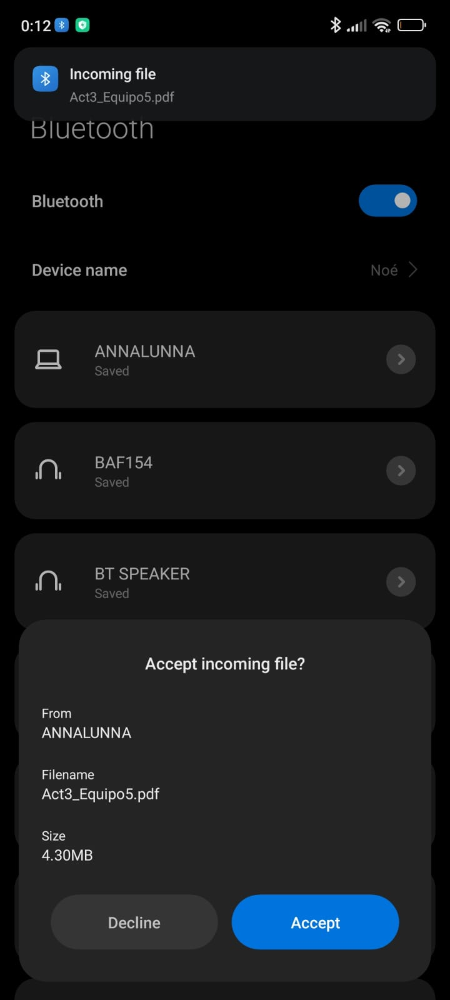 0:12
Incoming file
Act3_Equipo5.pdf
Bluetooth
Bluetooth
Device name
Noé
ANNALUNNA
Saved
BAF154
Saved
BT SPEAKER
Saved
Accept incoming file?
From
ANNALUNNA
Filename
Act3_Equipo5.pdf
Size
4.30MB
Decline
Accept